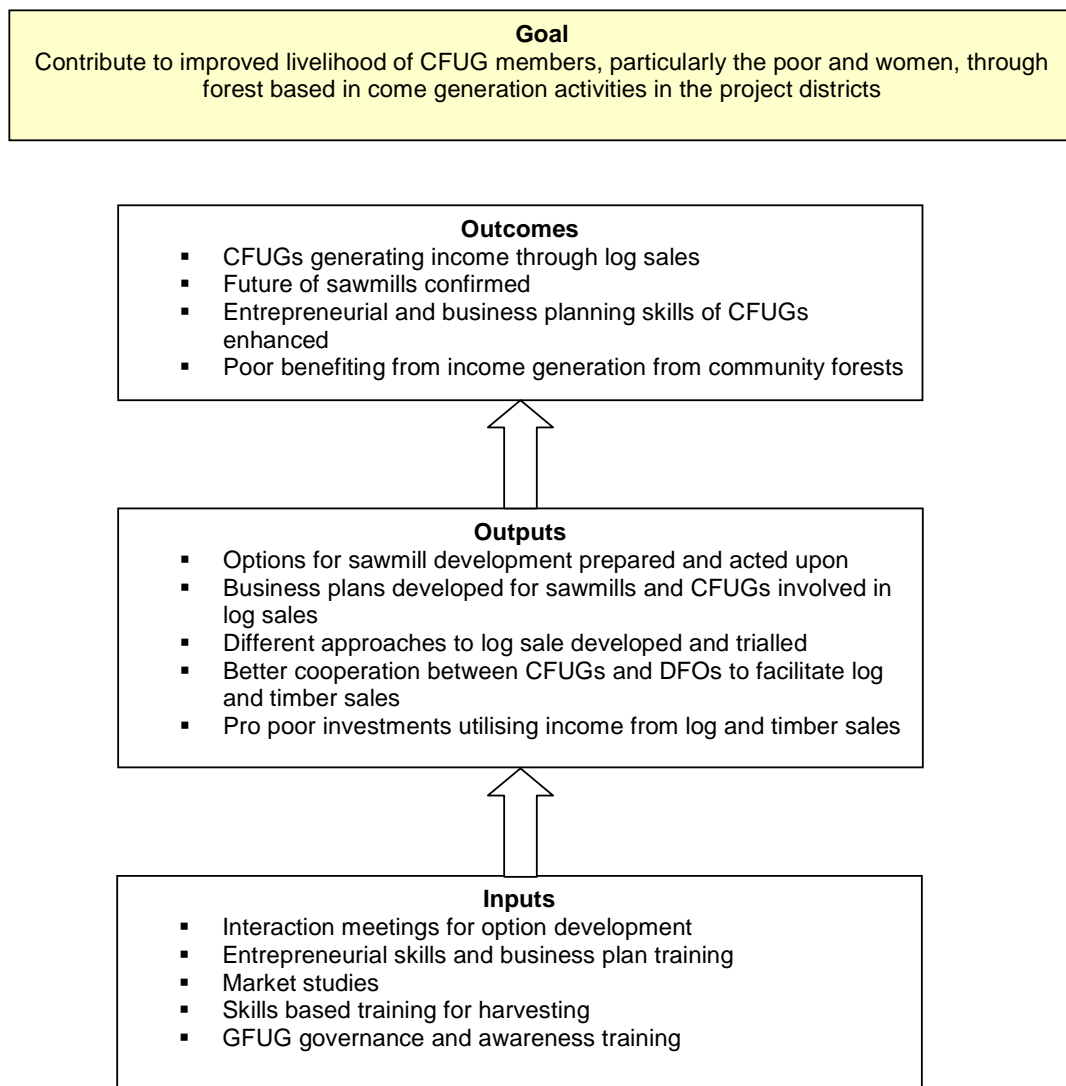 Goal
Contribute to improved livelihood of CFUG members, particularly the poor and women, through
forest based in come generation activities in the project districts
Outcomes
▪ CFUGs generating income through log sales
▪ Future of sawmills confirmed
▪ Entrepreneurial and business planning skills of CFUGs
enhanced
▪ Poor benefiting from income generation from community forests
Outputs
▪ Options for sawmill development prepared and acted upon
▪ Business plans developed for sawmills and CFUGs involved in
log sales
▪ Different approaches to log sale developed and trialled
▪ Better cooperation between CFUGs and DFOs to facilitate log
and timber sales
▪ Pro poor investments utilising income from log and timber sales
Inputs
▪ Interaction meetings for option development
▪ Entrepreneurial skills and business plan training
▪ Market studies
▪ Skills based training for harvesting
▪ GFUG governance and awareness training